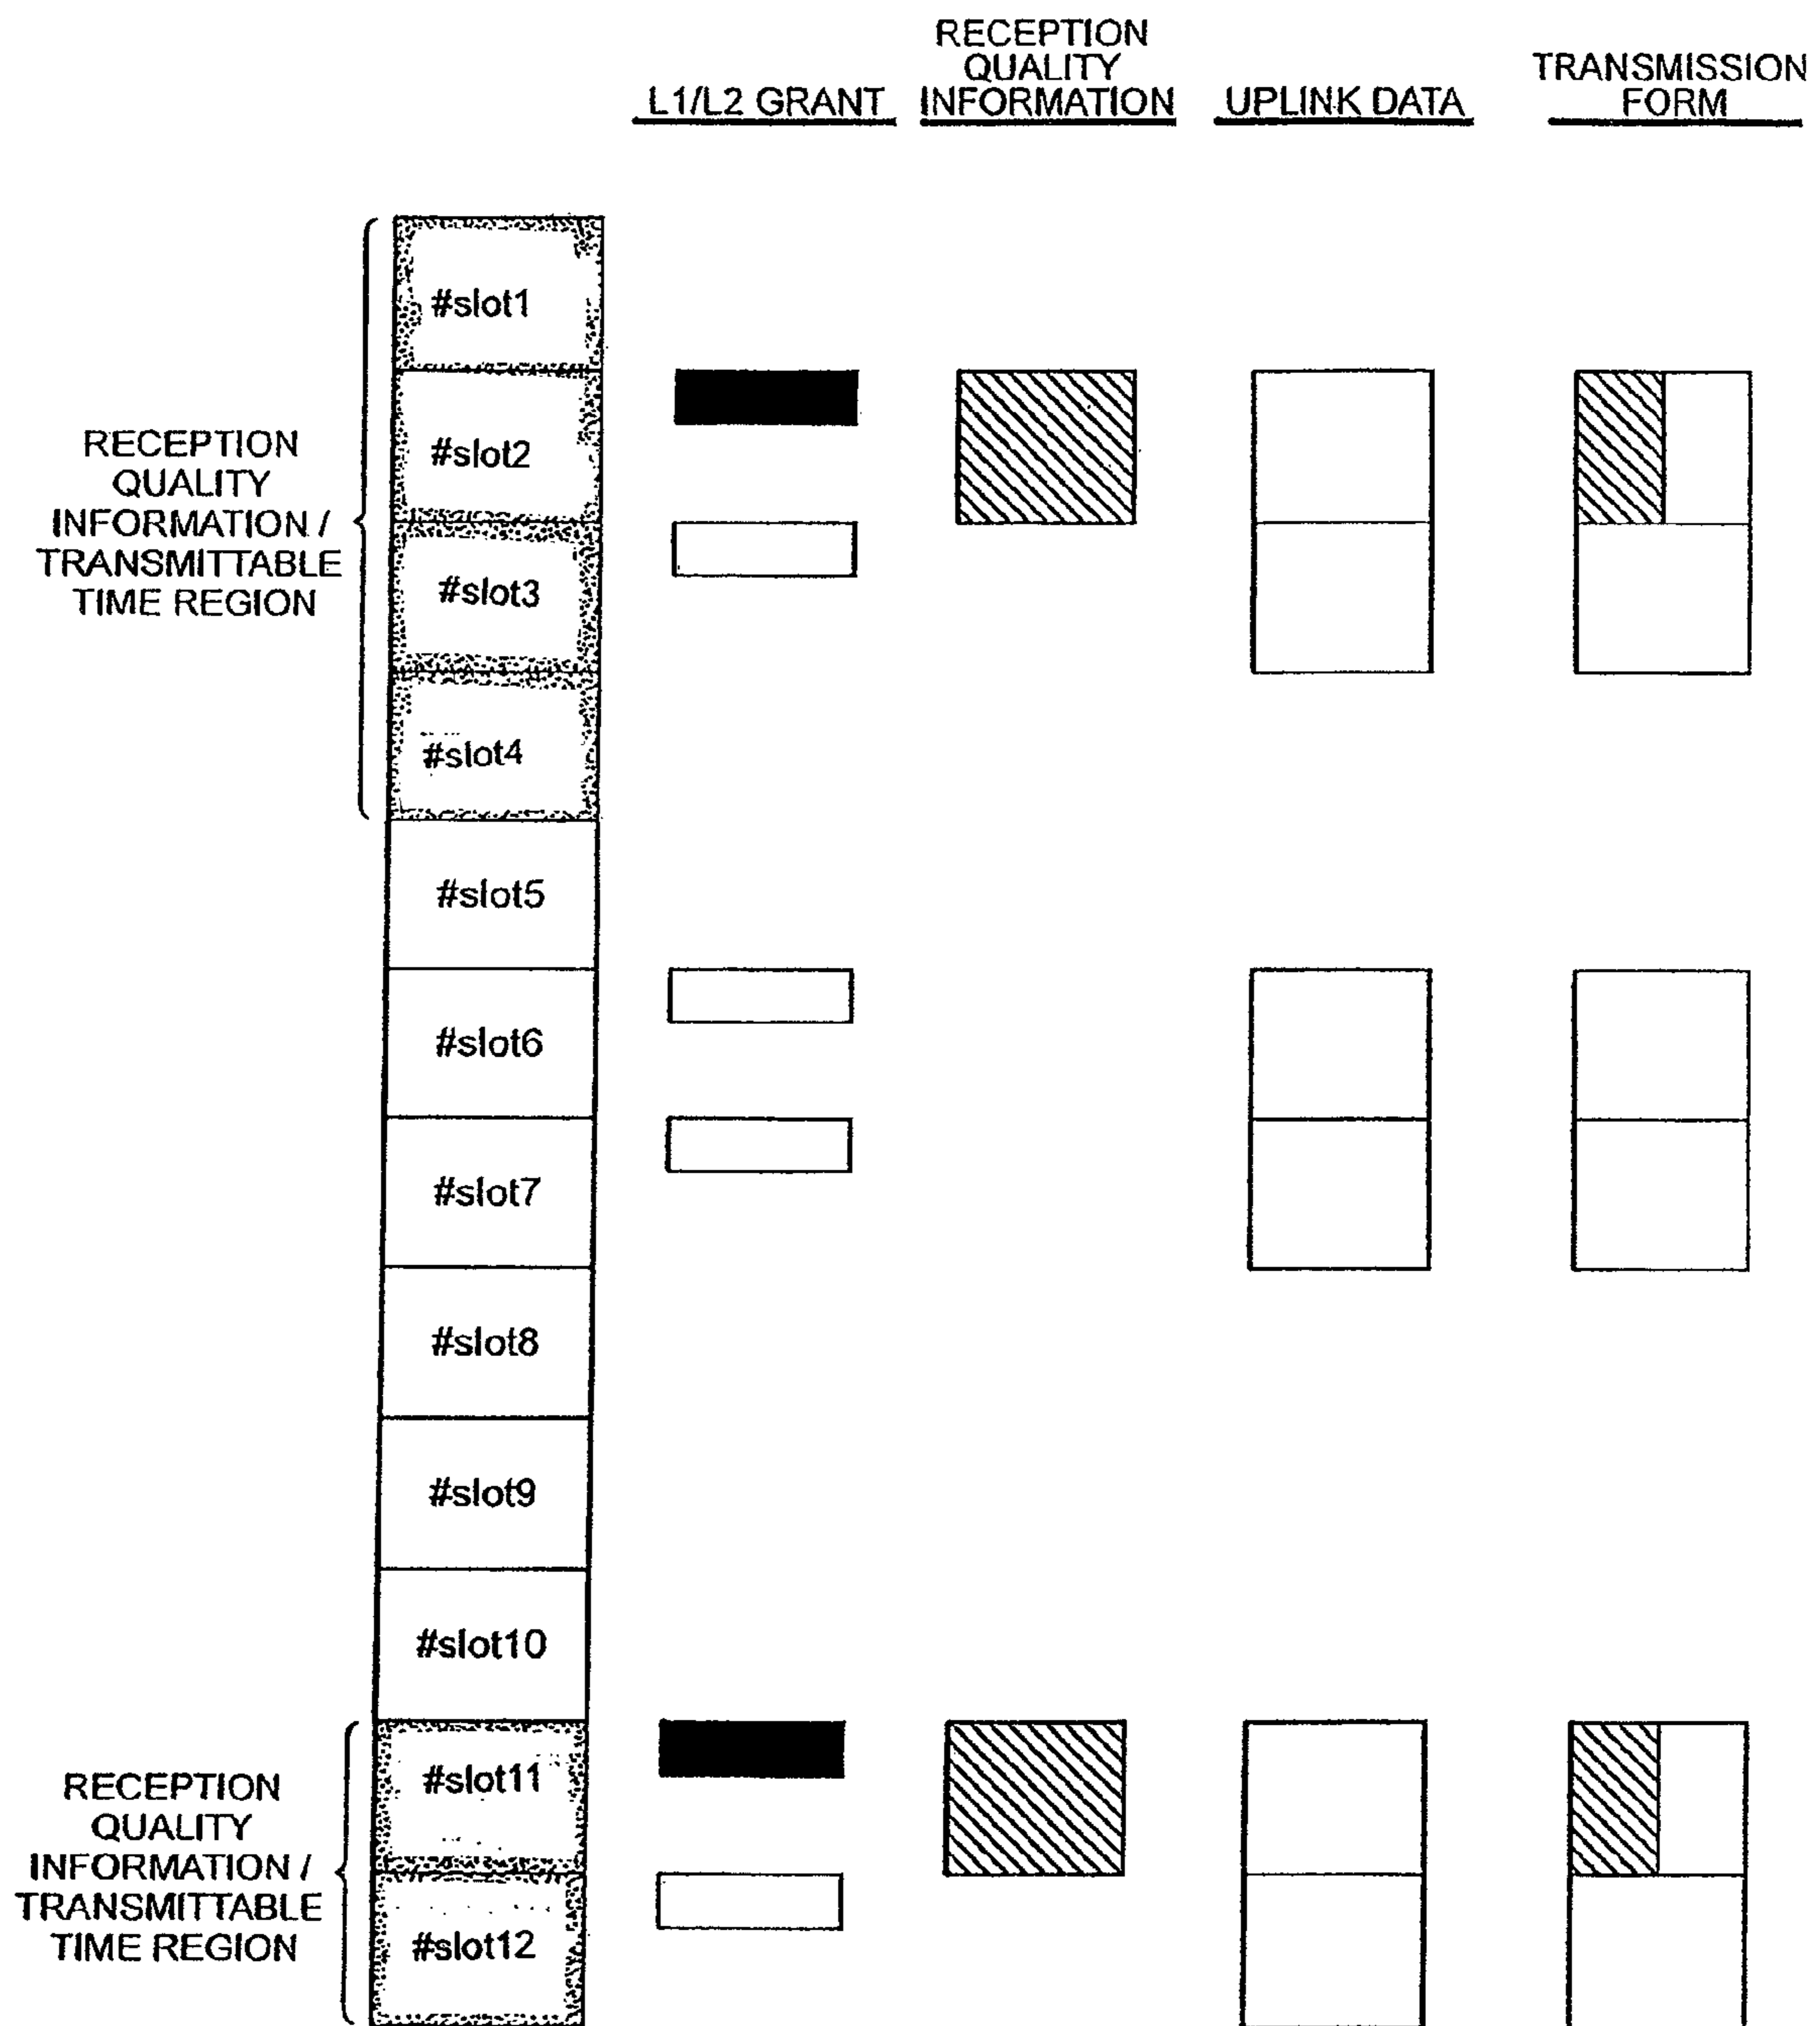 RECEPTION
QUALITY
INFORMATION
L1/L2 GRANT
UPLINK DATA
TRANSMISSION
FORM
RECEPTION
QUALITY
INFORMATION /
TRANSMITTABLE
TIME REGION
#slot1
#slot2
#slot3
#slot4
#slot5
#slot6
#slot7
#slot8
#slot9
#slot10
RECEPTION
QUALITY
INFORMATION /
TRANSMITTABLE
TIME REGION
#slot11
#slot12